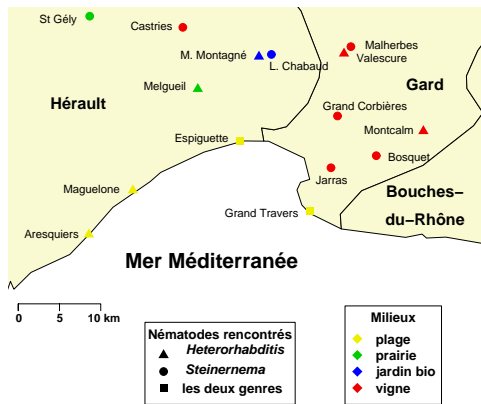 St Gély
Castries
M. Montagné
L. Chabaud
Malherbes
Valescure
Melgueil
Hérault
Gard
Grand Corbières
Montcalm
Espiguette
Bosquet
Jarras
Maguelone
Bouches-
du-Rhône
Grand Travers
Aresquiers
Mer Méditerranée
0 5 10 km
Nématodes rencontrés
Heterorhabditis
Steinernema
les deux genres
Milieux
plage
prairie
jardin bio
vigne